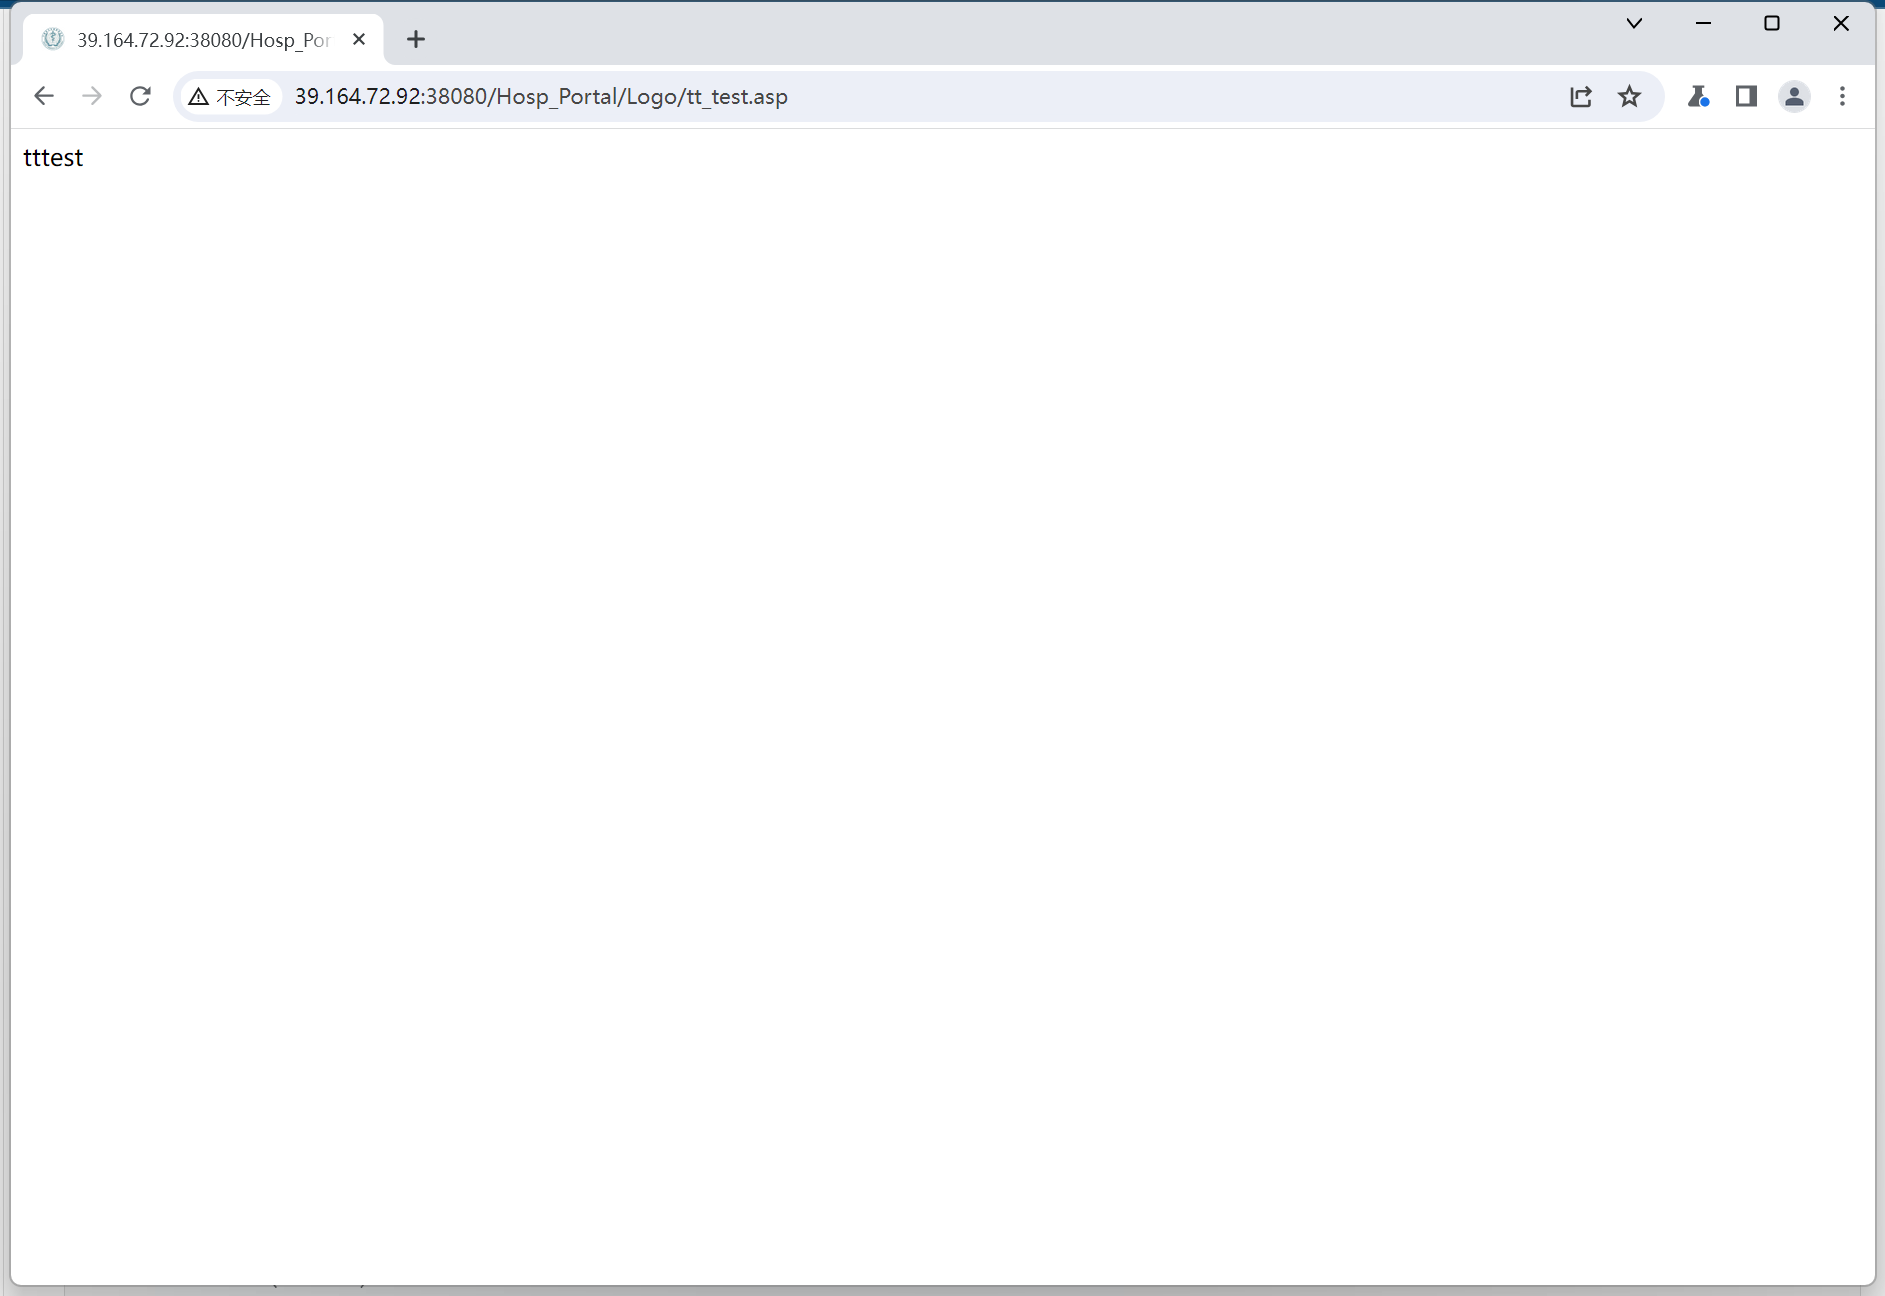 39.164.72.92:38080/Hosp_Por
不安全 39.164.72.92:38080/Hosp_Portal/Logo/tt_test.asp
tttest